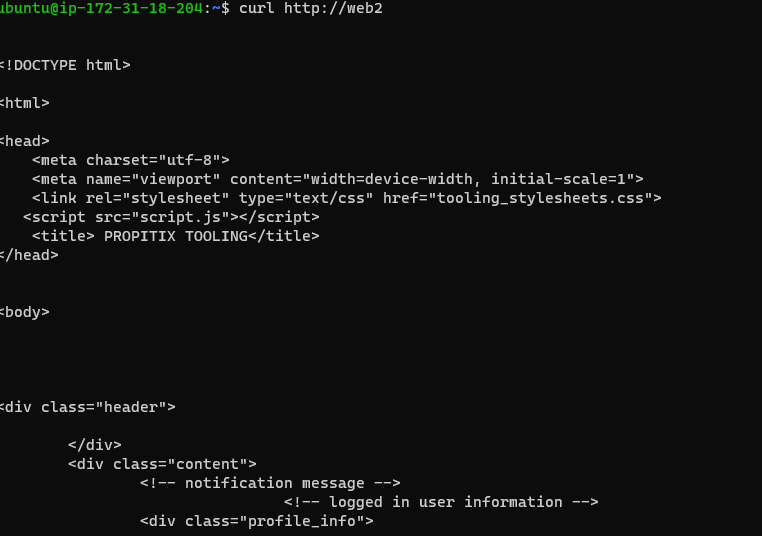 ubuntu@ip-172-31-18-204:~$ curl http://web2
<!DOCTYPE html>
<html>
<head>
<meta charset="utf-8">
<meta name="viewport" content="width=device-width, initial-scale=1">
<link rel="stylesheet" type="text/css" href="tooling_stylesheets.css">
<script src="script.js"></script>
<title> PROPITIX TOOLING</title>
</head>
<body>
<div class="header">
</div>
<div class="content">
<!-- notification message -->
<!-- logged in user information -->
<div class="profile_info">